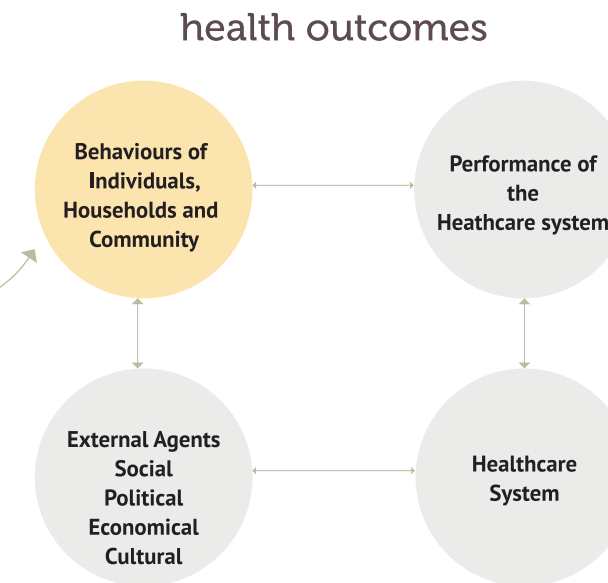 health outcomes
Behaviours of
Individuals,
Households and
Community
Performance of
the
Heathcare system
External Agents
Social
Political
Economical
Cultural
Healthcare
System